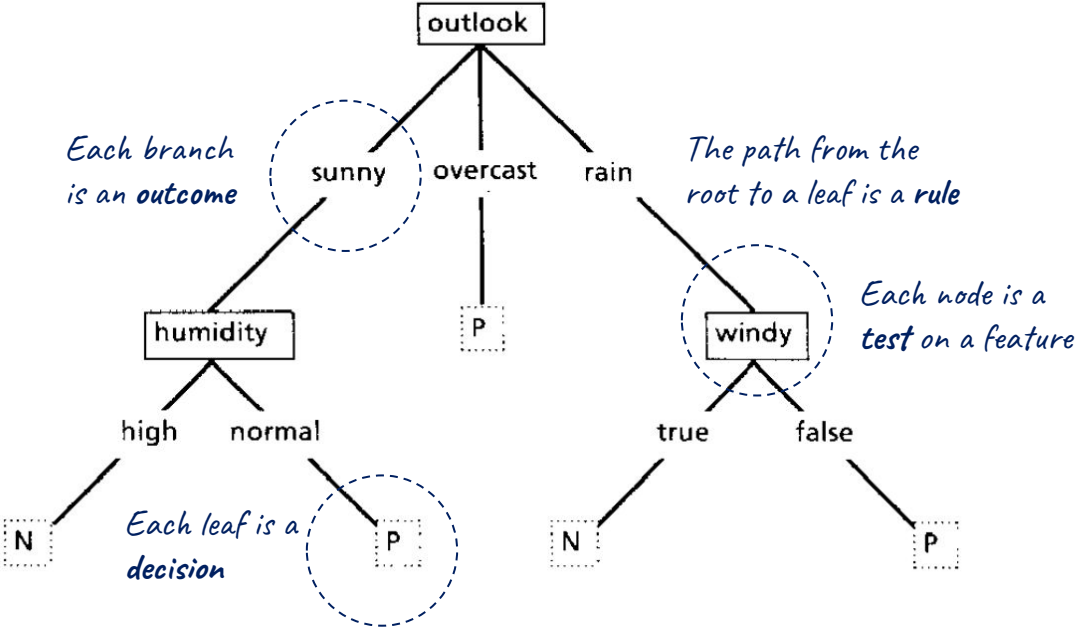 outlook
Each branch
is an outcome
sunny
overcast
rain
The path from the
root to a leaf is a rule
humidity
P
windy
Each node is a
test on a feature
high
normal
true
false
N
Each leaf is a
decision
P
N
P